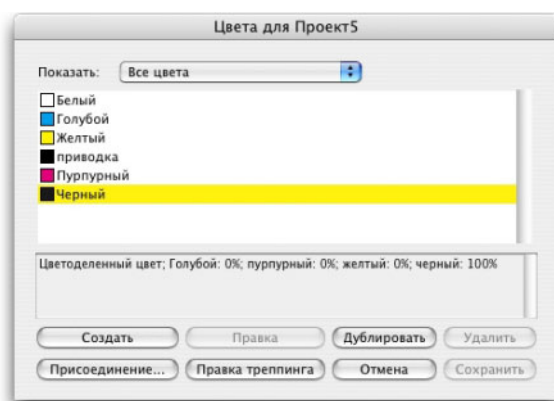 Цвета для Проект5
Показать: Все цвета
Белый
Голубой
Желтый
приводка
Пурпурный
Черный
Цветоделенный цвет; Голубой: 0%; пурпурный: 0%; желтый: 0%; черный: 100%
Создать Правка Дублировать Удалить
Присоединение... Правка треппинга Отмена Сохранить